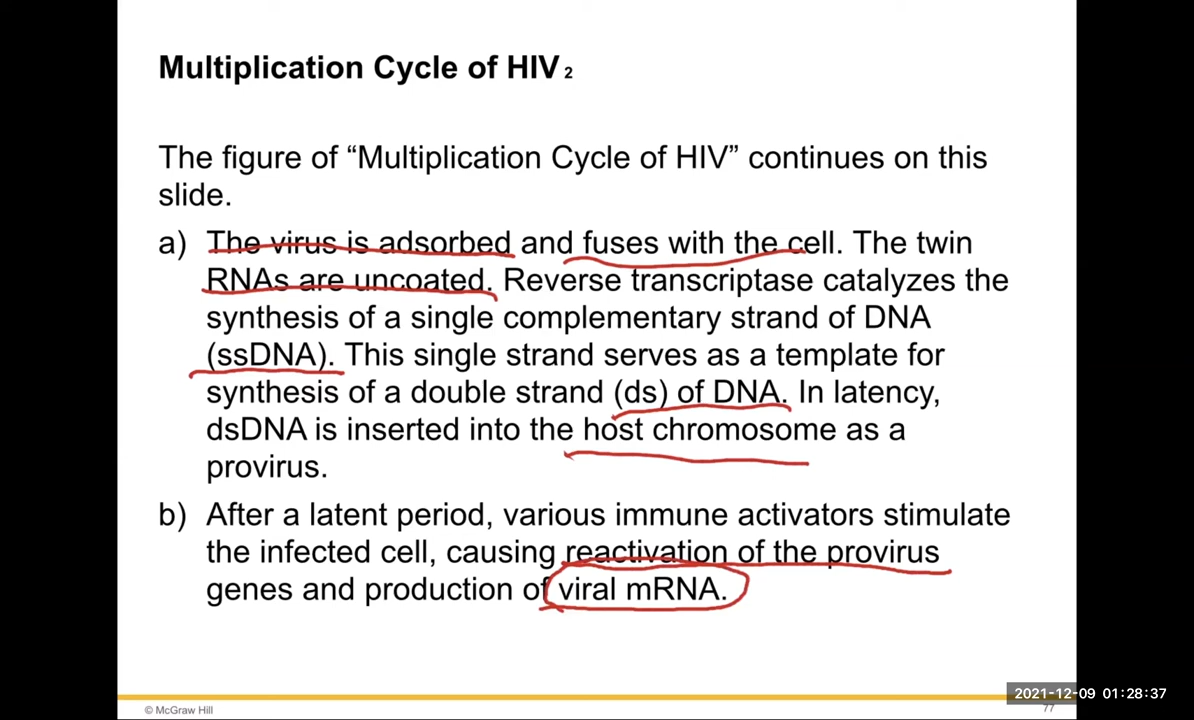 Multiplication Cycle of HIV 2
The figure of “Multiplication Cycle of HIV” continues on this
slide.
a) The virus is adsorbed and fuses with the cell. The twin
RNAs are uncoated. Reverse transcriptase catalyzes the
synthesis of a single complementary strand of DNA
(ssDNA). This single strand serves as a template for
synthesis of a double strand (ds) of DNA. In latency,
dsDNA is inserted into the host chromosome as a
provirus.
b) After a latent period, various immune activators stimulate
the infected cell, causing reactivation of the provirus
genes and production of viral mRNA.
2021-12-09 01:28:37
© McGraw Hill
77